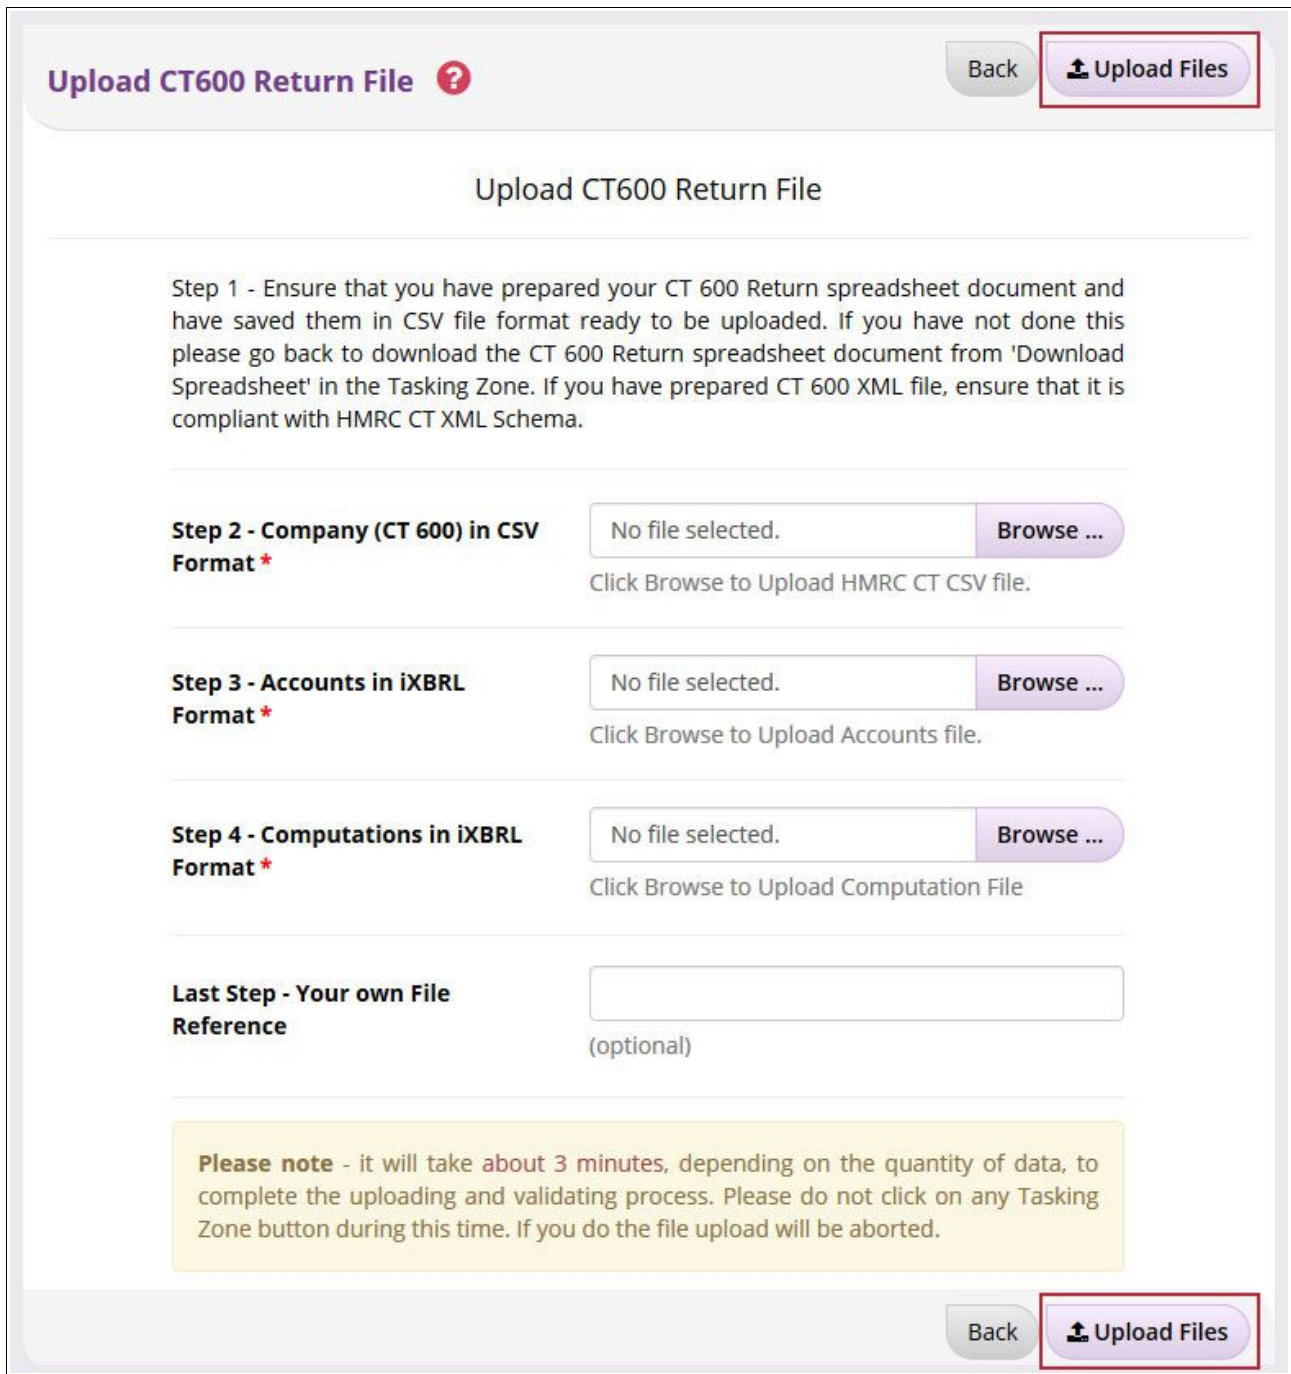 Upload CT600 Return File ?
Back Upload Files
Upload CT600 Return File
Step 1 - Ensure that you have prepared your CT 600 Return spreadsheet document and
have saved them in CSV file format ready to be uploaded. If you have not done this
please go back to download the CT 600 Return spreadsheet document from 'Download
Spreadsheet' in the Tasking Zone. If you have prepared CT 600 XML file, ensure that it is
compliant with HMRC CT XML Schema.
Step 2 - Company (CT 600) in CSV
Format *
No file selected. Browse ...
Click Browse to Upload HMRC CT CSV file.
Step 3 - Accounts in iXBRL
Format *
No file selected. Browse ...
Click Browse to Upload Accounts file.
Step 4 - Computations in iXBRL
Format *
No file selected. Browse ...
Click Browse to Upload Computation File
Last Step - Your own File
Reference
(optional)
Please note - it will take about 3 minutes, depending on the quantity of data, to
complete the uploading and validating process. Please do not click on any Tasking
Zone button during this time. If you do the file upload will be aborted.
Back Upload Files